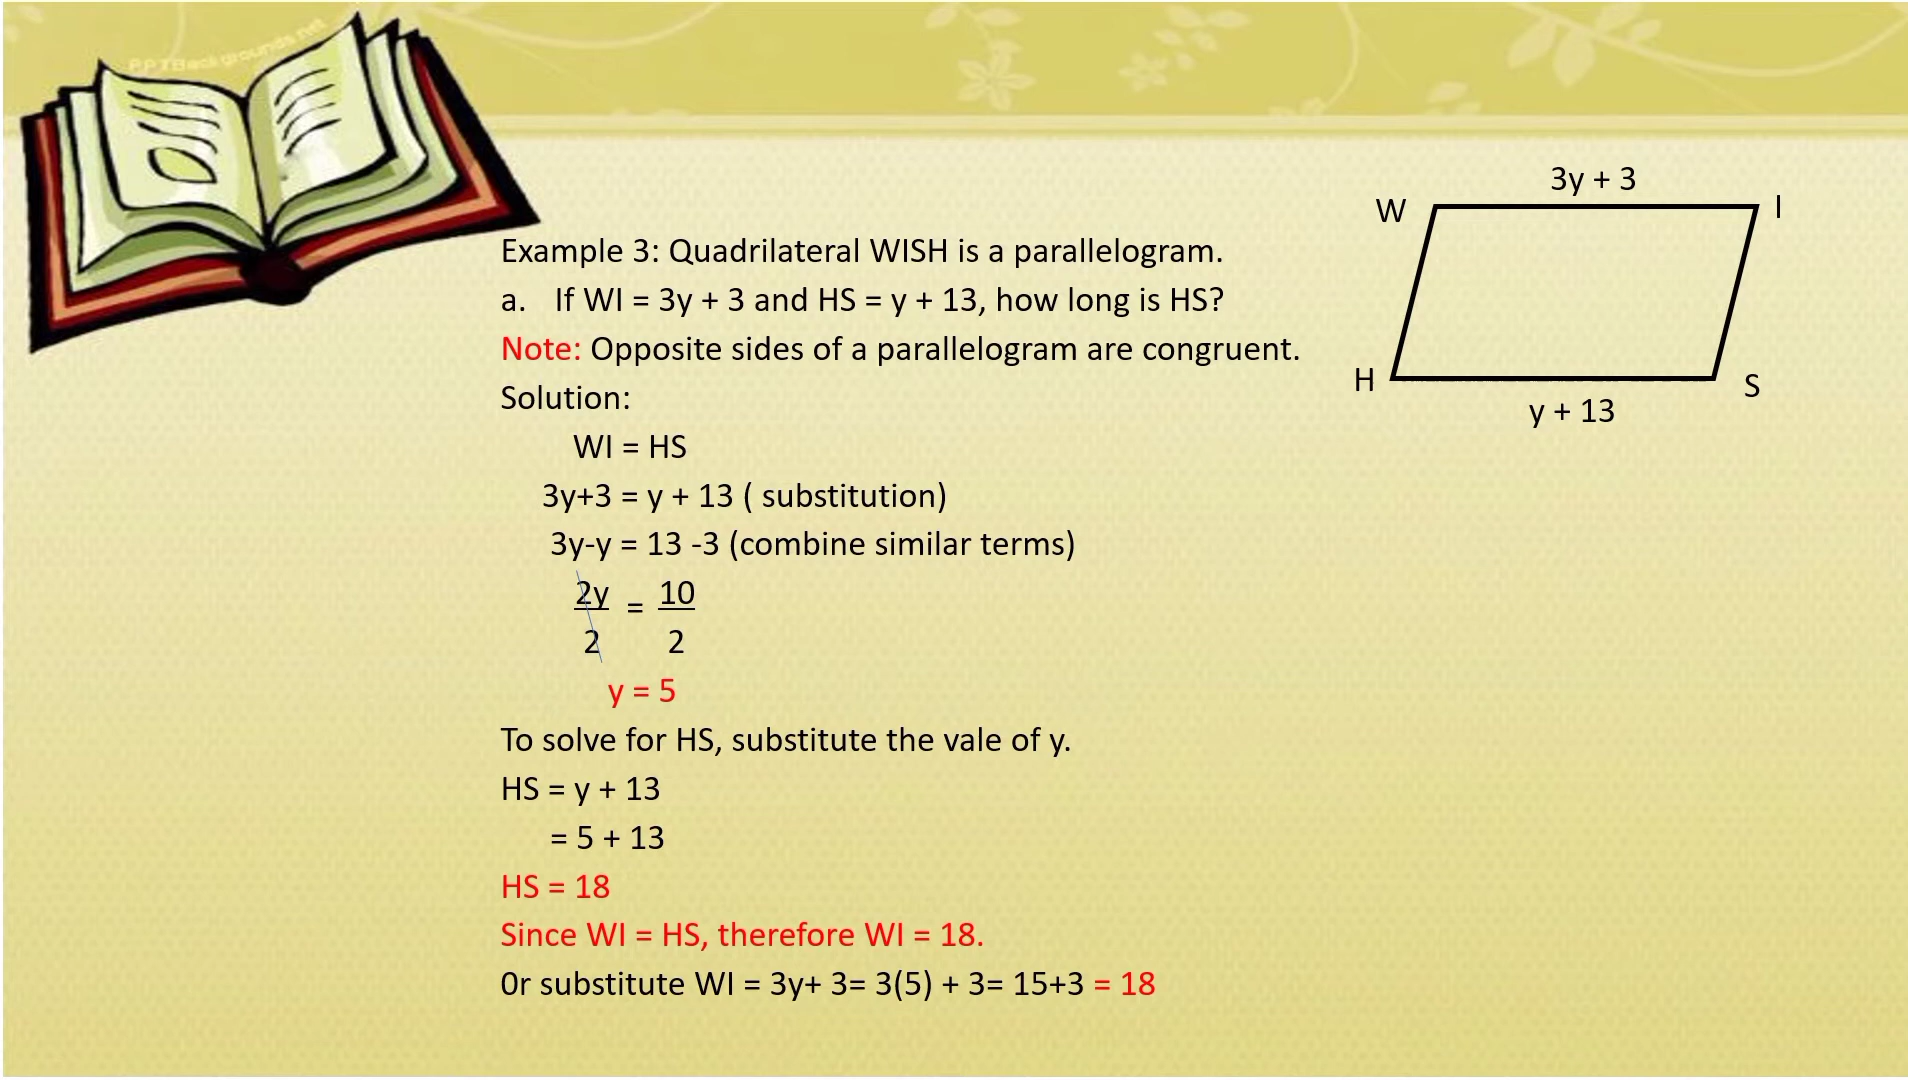 PPTBackgrounds.net
3y + 3
W
I
Example 3: Quadrilateral WISH is a parallelogram.
a. If WI = 3y + 3 and HS = y + 13, how long is HS?
Note: Opposite sides of a parallelogram are congruent.
H
S
y + 13
Solution:
WI = HS
3y+3 = y + 13 ( substitution)
3y-y = 13 -3 (combine similar terms)
2y = 10
2 2
y = 5
To solve for HS, substitute the vale of y.
HS = y + 13
= 5 + 13
HS = 18
Since WI = HS, therefore WI = 18.
0r substitute WI = 3y+ 3= 3(5) + 3= 15+3 = 18